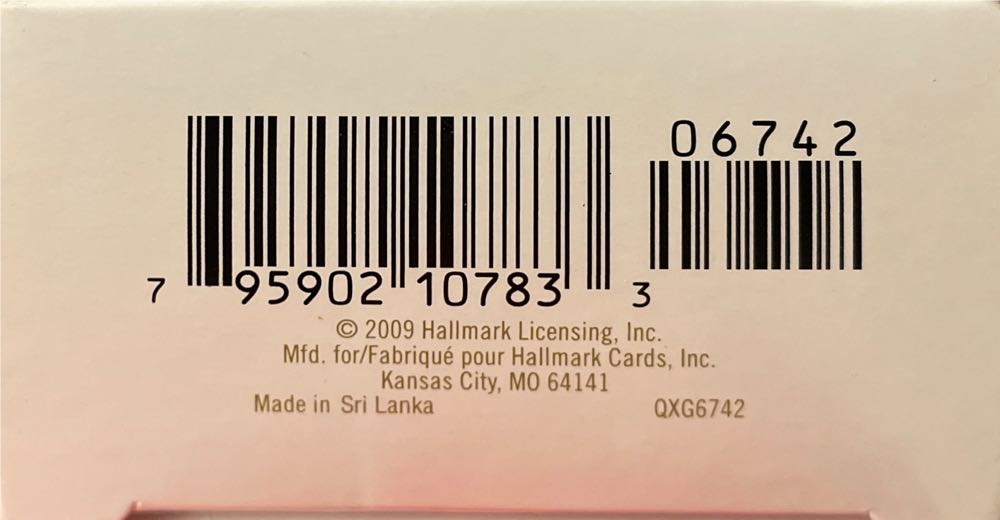 06742
7 95902 10783 3
© 2009 Hallmark Licensing, Inc.
Mfd. for/Fabriqué pour Hallmark Cards, Inc.
Kansas City, MO 64141
Made in Sri Lanka QXG6742